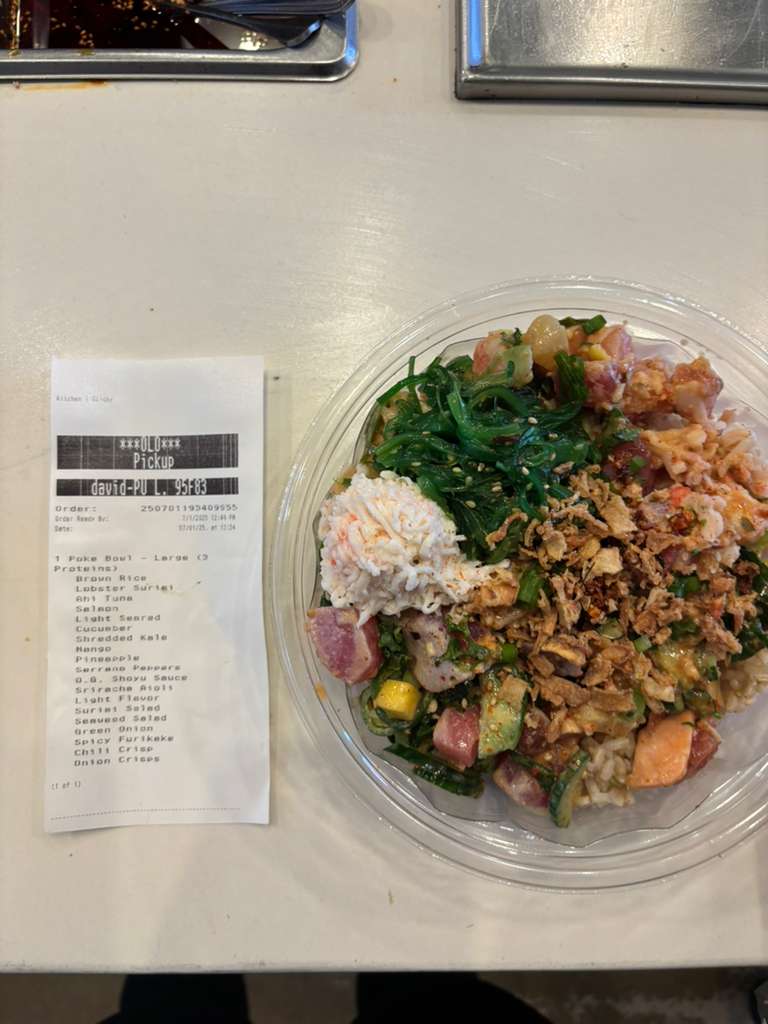 ***OLO***
Pickup
david-PU L. 95F83
Order: 250701193409555
Order Ready By: 7/1/2025 12:44 PM
Date: 07/01/25, at 12:34
1 Poke Bowl - Large (3
Proteins)
Brown Rice
Lobster Surimi
Ahi Tuna
Salmon
Light
Cucumber
Shredded Kale
Mango
Pineapple
Serrano Peppers
O.G. Shoyu Sauce
Sriracha Aioli
Light Flavor
Surimi Salad
Seaweed Salad
Green Onion
Spicy Furikake
Chili Crisp
Onion Crisps
(1 of 1)